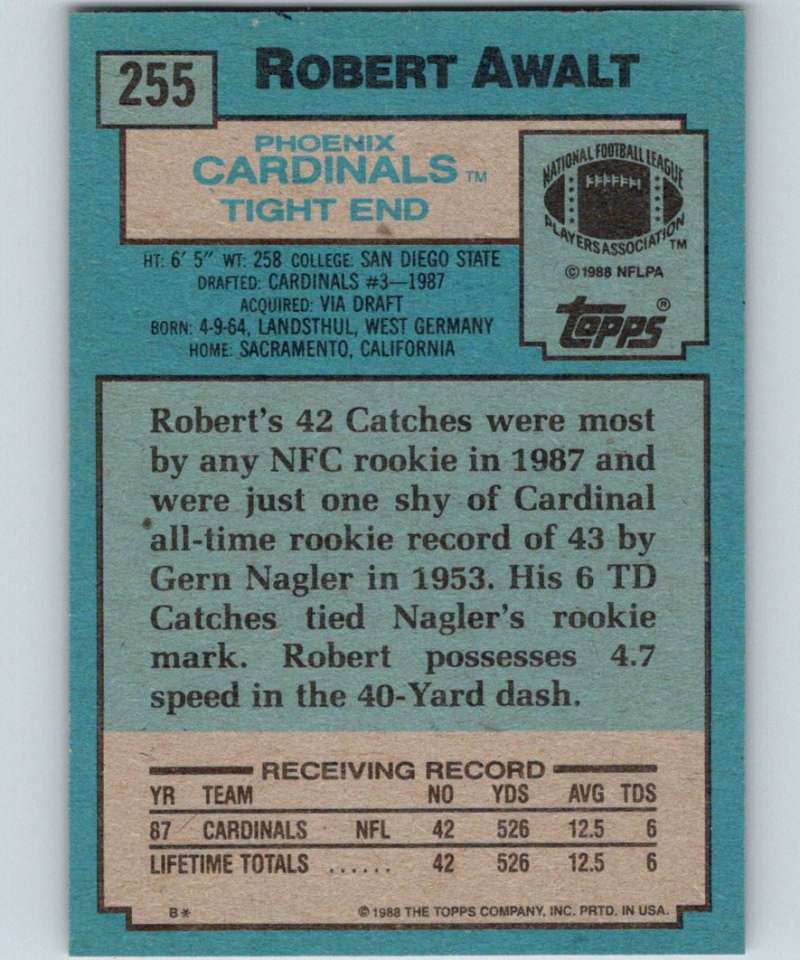 255
ROBERT AWALT
PHOENIX
CARDINALS TM
TIGHT END
NATIONAL FOOTBALL LEAGUE
PLAYERS ASSOCIATION TM
© 1988 NFLPA
Topps®
HT: 6' 5" WT: 258 COLLEGE: SAN DIEGO STATE
DRAFTED: CARDINALS #3—1987
ACQUIRED: VIA DRAFT
BORN: 4-9-64, LANDSTHUL, WEST GERMANY
HOME: SACRAMENTO, CALIFORNIA
Robert's 42 Catches were most
by any NFC rookie in 1987 and
were just one shy of Cardinal
all-time rookie record of 43 by
Gern Nagler in 1953. His 6 TD
Catches tied Nagler's rookie
mark. Robert possesses 4.7
speed in the 40-Yard dash.
RECEIVING RECORD
YR TEAM NO YDS AVG TDS
87 CARDINALS NFL 42 526 12.5 6
LIFETIME TOTALS ...... 42 526 12.5 6
B* © 1988 THE TOPPS COMPANY, INC. PRTD. IN USA.